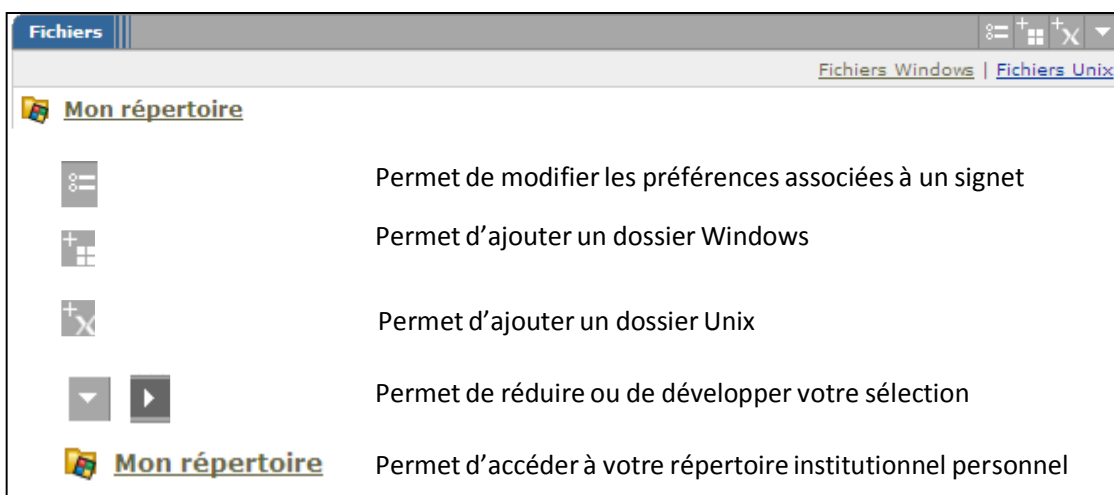 Fichiers
Fichiers Windows | Fichiers Unix
Mon répertoire
Permet de modifier les préférences associées à un signet
Permet d’ajouter un dossier Windows
Permet d’ajouter un dossier Unix
Permet de réduire ou de développer votre sélection
Mon répertoire Permet d’accéder à votre répertoire institutionnel personnel